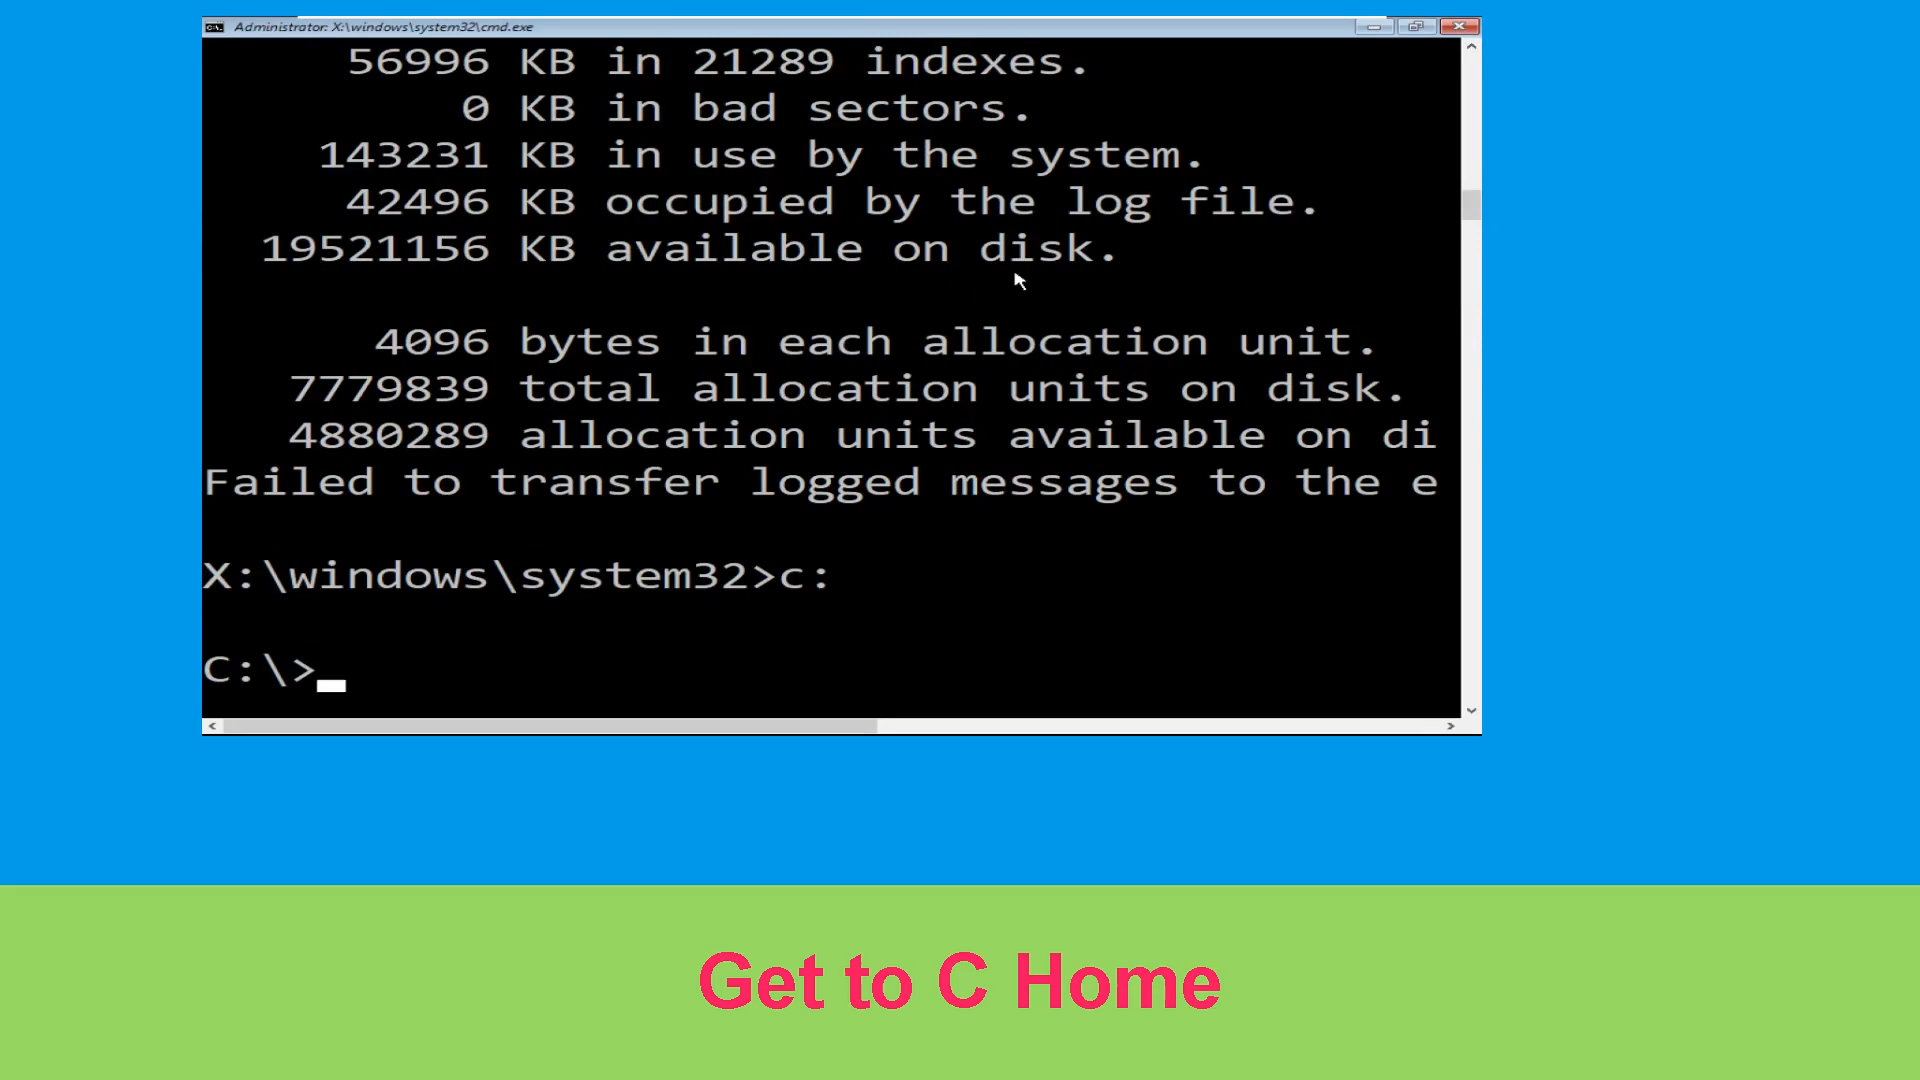 Administrator: X:\windows\system32\cmd.exe
56996 KB in 21289 indexes.
0 KB in bad sectors.
143231 KB in use by the system.
42496 KB occupied by the log file.
19521156 KB available on disk.
4096 bytes in each allocation unit.
7779839 total allocation units on disk.
4880289 allocation units available on di
Failed to transfer logged messages to the e
X:\windows\system32>c:
C:\>
Get to C Home